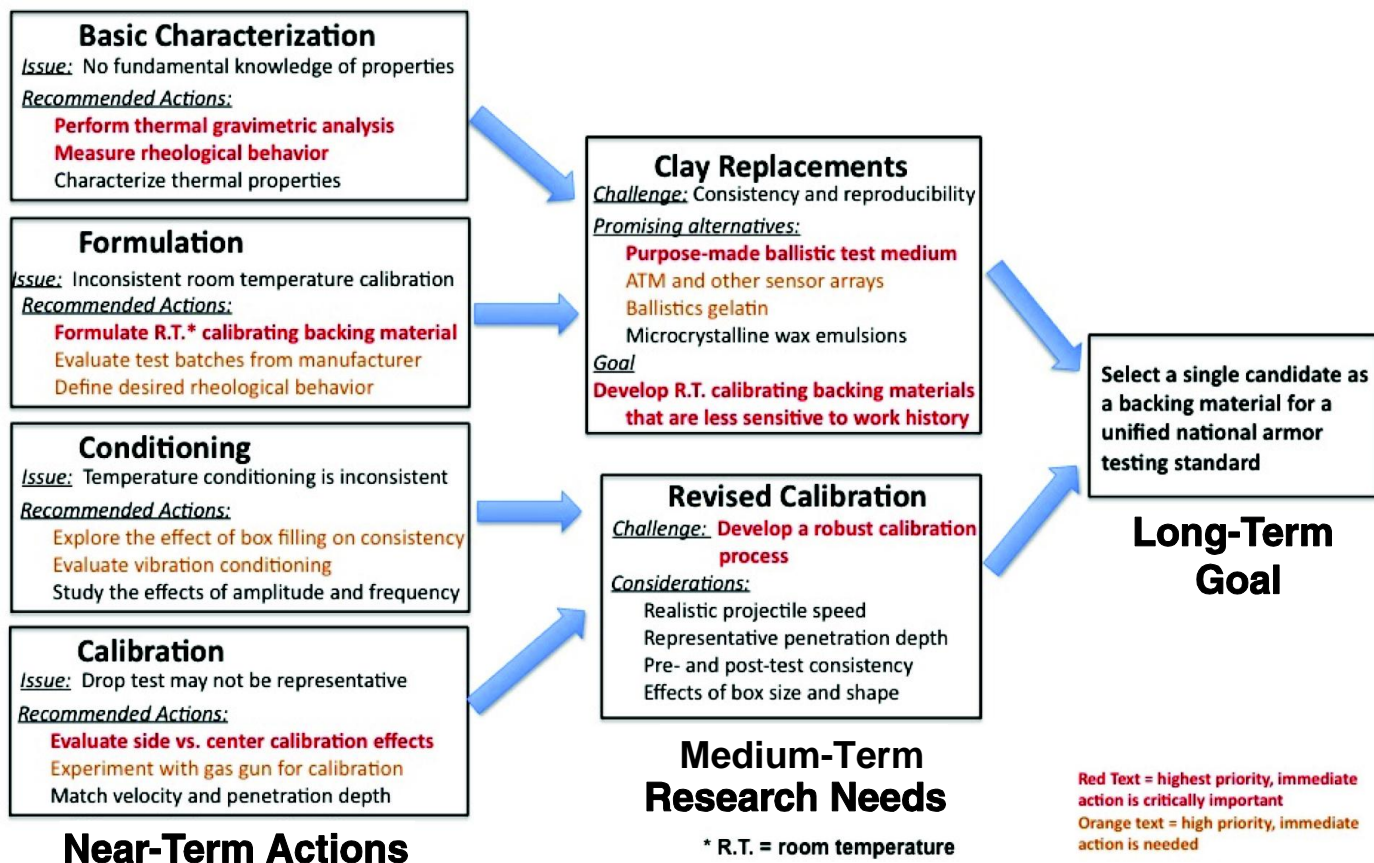 Basic Characterization
Issue: No fundamental knowledge of properties
Recommended Actions:
Perform thermal gravimetric analysis
Measure rheological behavior
Characterize thermal properties
Formulation
Issue: Inconsistent room temperature calibration
Recommended Actions:
Formulate R.T.* calibrating backing material
Evaluate test batches from manufacturer
Define desired rheological behavior
Conditioning
Issue: Temperature conditioning is inconsistent
Recommended Actions:
Explore the effect of box filling on consistency
Evaluate vibration conditioning
Study the effects of amplitude and frequency
Calibration
Issue: Drop test may not be representative
Recommended Actions:
Evaluate side vs. center calibration effects
Experiment with gas gun for calibration
Match velocity and penetration depth
Near-Term Actions
Clay Replacements
Challenge: Consistency and reproducibility
Promising alternatives:
Purpose-made ballistic test medium
ATM and other sensor arrays
Ballistics gelatin
Microcrystalline wax emulsions
Goal
Develop R.T. calibrating backing materials
that are less sensitive to work history
Revised Calibration
Challenge: Develop a robust calibration
process
Considerations:
Realistic projectile speed
Representative penetration depth
Pre- and post-test consistency
Effects of box size and shape
Medium-Term
Research Needs
* R.T. = room temperature
Select a single candidate as
a backing material for a
unified national armor
testing standard
Long-Term
Goal
Red Text = highest priority, immediate
action is critically important
Orange text = high priority, immediate
action is needed